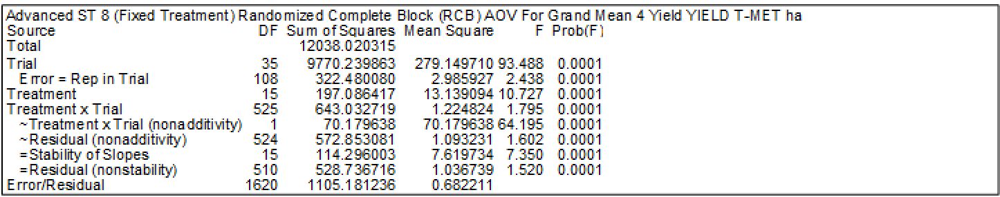 Advanced ST 8 (Fixed Treatment) Randomized Complete Block (RCB) AOV For Grand Mean 4 Yield YIELD T-MET ha
Source DF Sum of Squares Mean Square F Prob(F)
Total 12038.020315
Trial 35 9770.239863 279.149710 93.488 0.0001
Error = Rep in Trial 108 322.480080 2.985927 2.438 0.0001
Treatment 15 197.086417 13.139094 10.727 0.0001
Treatment x Trial 525 643.032719 1.224824 1.795 0.0001
~Treatment x Trial (nonadditivity) 1 70.179638 70.179638 64.195 0.0001
~Residual (nonadditivity) 524 572.853081 1.093231 1.602 0.0001
=Stability of Slopes 15 114.296003 7.619734 7.350 0.0001
=Residual (nonstability) 510 528.736716 1.036739 1.520 0.0001
Error/Residual 1620 1105.181236 0.682211